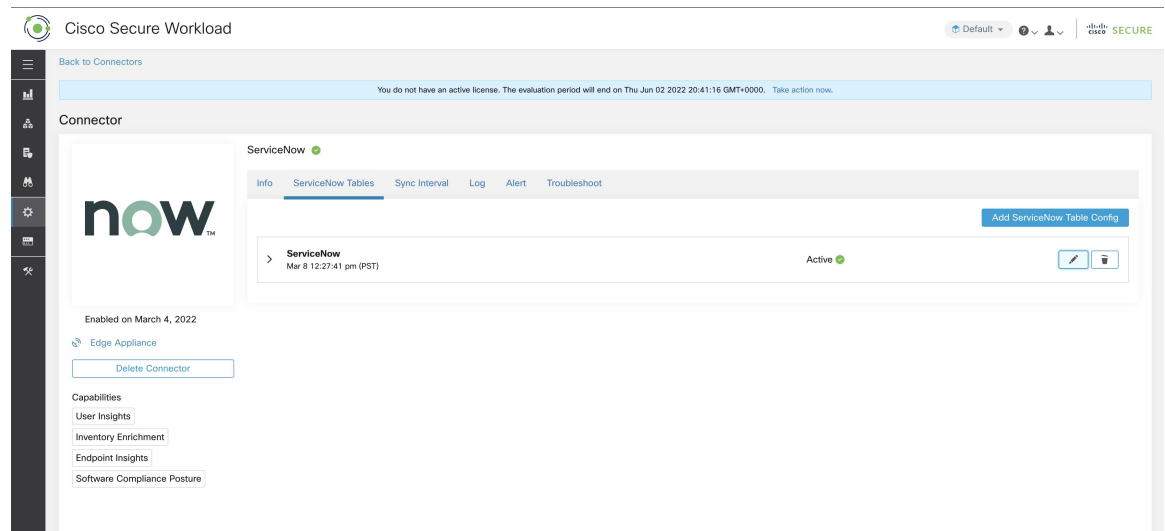 Cisco Secure Workload
Default
cisco SECURE
Back to Connectors
You do not have an active license. The evaluation period will end on Thu Jun 02 2022 20:41:16 GMT+0000. Take action now.
Connector
now™
ServiceNow
Info ServiceNow Tables Sync Interval Log Alert Troubleshoot
Add ServiceNow Table Config
ServiceNow
Mar 8 12:27:41 pm (PST)
Active
Enabled on March 4, 2022
Edge Appliance
Delete Connector
Capabilities
User Insights
Inventory Enrichment
Endpoint Insights
Software Compliance Posture